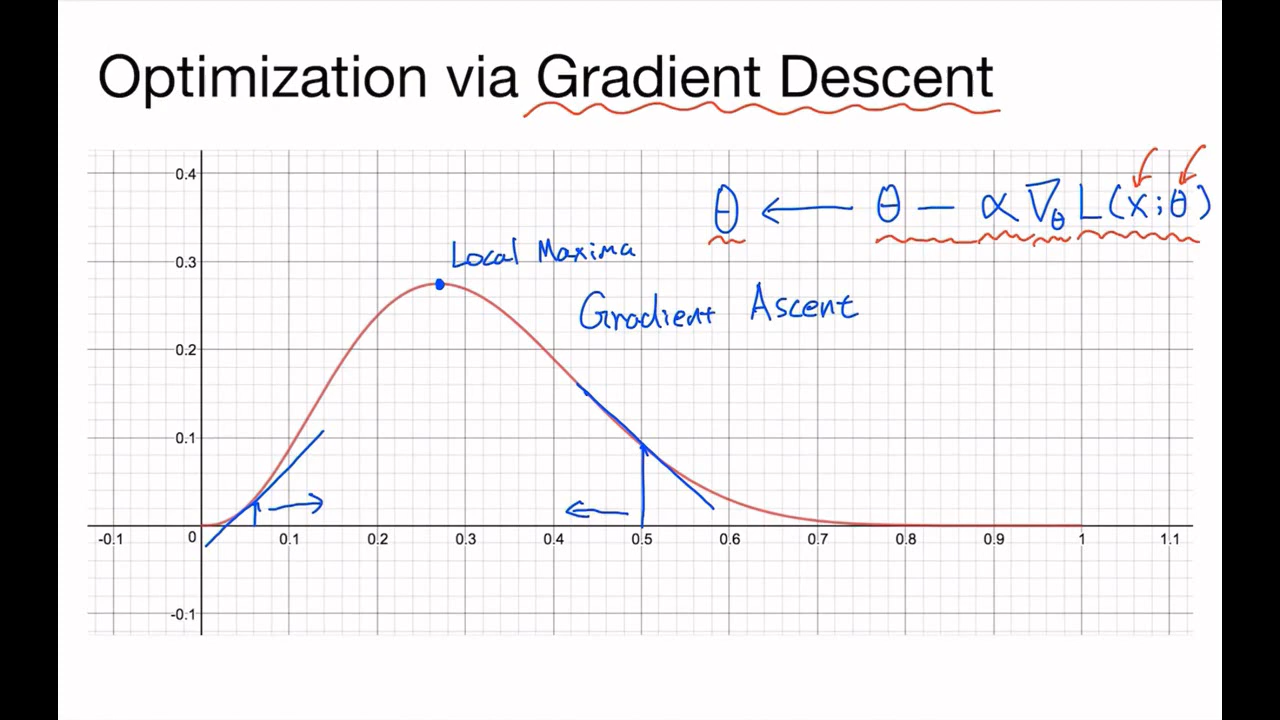 Optimization via Gradient Descent
0.4
θ ← θ − α ∇θ L(x;θ)
Local Maxima
0.3
Gradient Ascent
0.2
0.1
-0.1 0 0.1 0.2 0.3 0.4 0.5 0.6 0.7 0.8 0.9 1 1.1
-0.1